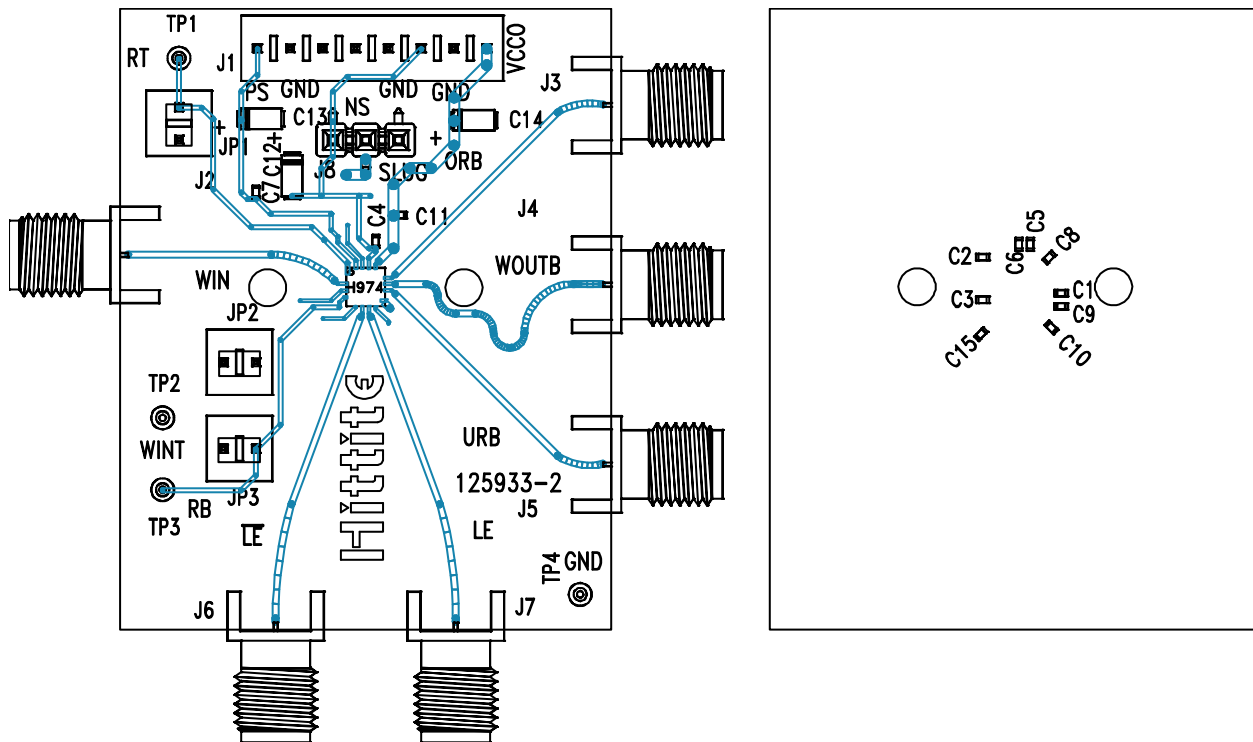 TP1
RT
J1
VCCO
J3
PS
GND
GND
GND
C13
NS
C14
+
JP1
+
C12
+
J8
SLUG
ORB
J2
C7
C4
C11
J4
WIN
H974
WOUTB
JP2
TP2
WINT
Hittite
URB
125933-2
JP3
RB
TP3
J5
LE
LE
TP4
GND
J6
J7
C5
C6
C8
C2
C3
C1
C9
C15
C10